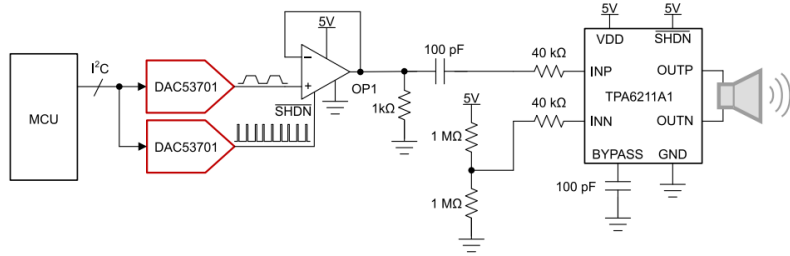 5V
5V
5V
I²C
100 pF
40 kΩ
VDD
SHDN
DAC53701
−
+
OP1
INP
OUTP
MCU
SHDN
1kΩ
5V
40 kΩ
TPA6211A1
DAC53701
1 MΩ
INN
OUTN
BYPASS
GND
1 MΩ
100 pF